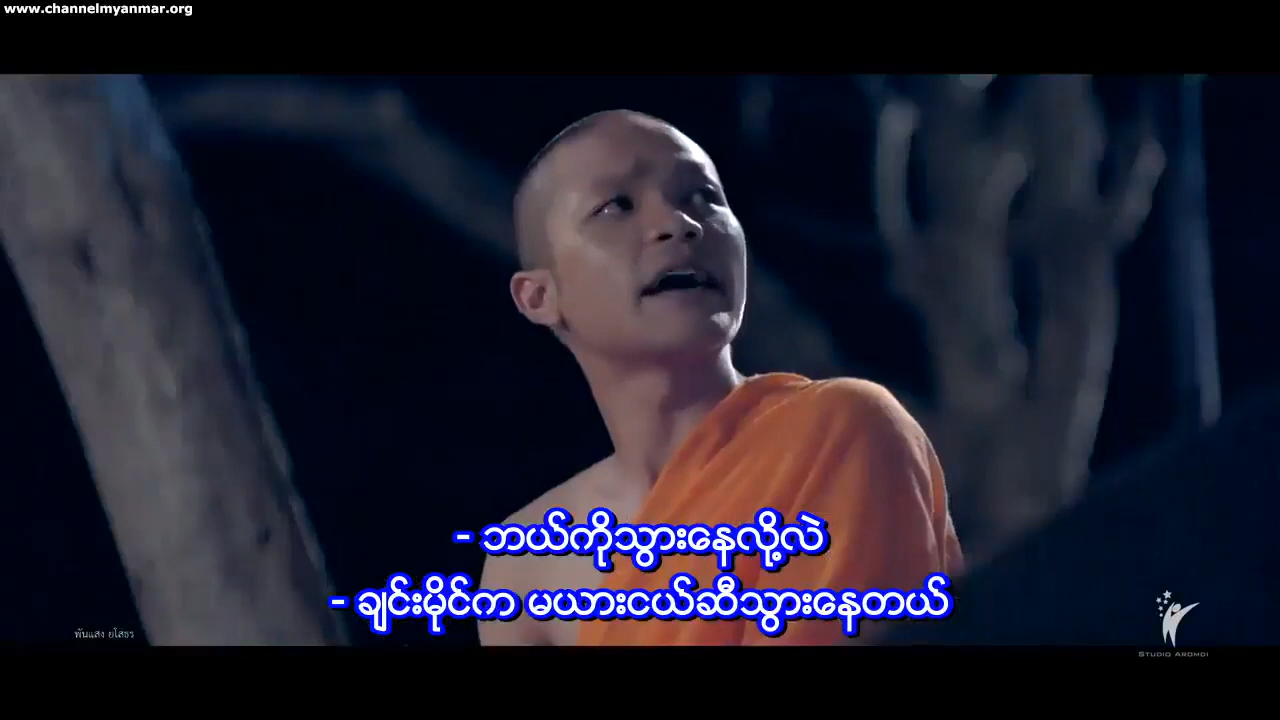 www.channelmyanmar.org
- ဘယ်ကိုသွားနေလို့လဲ
- ချင်းမိုင်က မယားငယ်ဆီသွားနေတယ်
พันแสง ยโสธร
STUDIO AROMDI